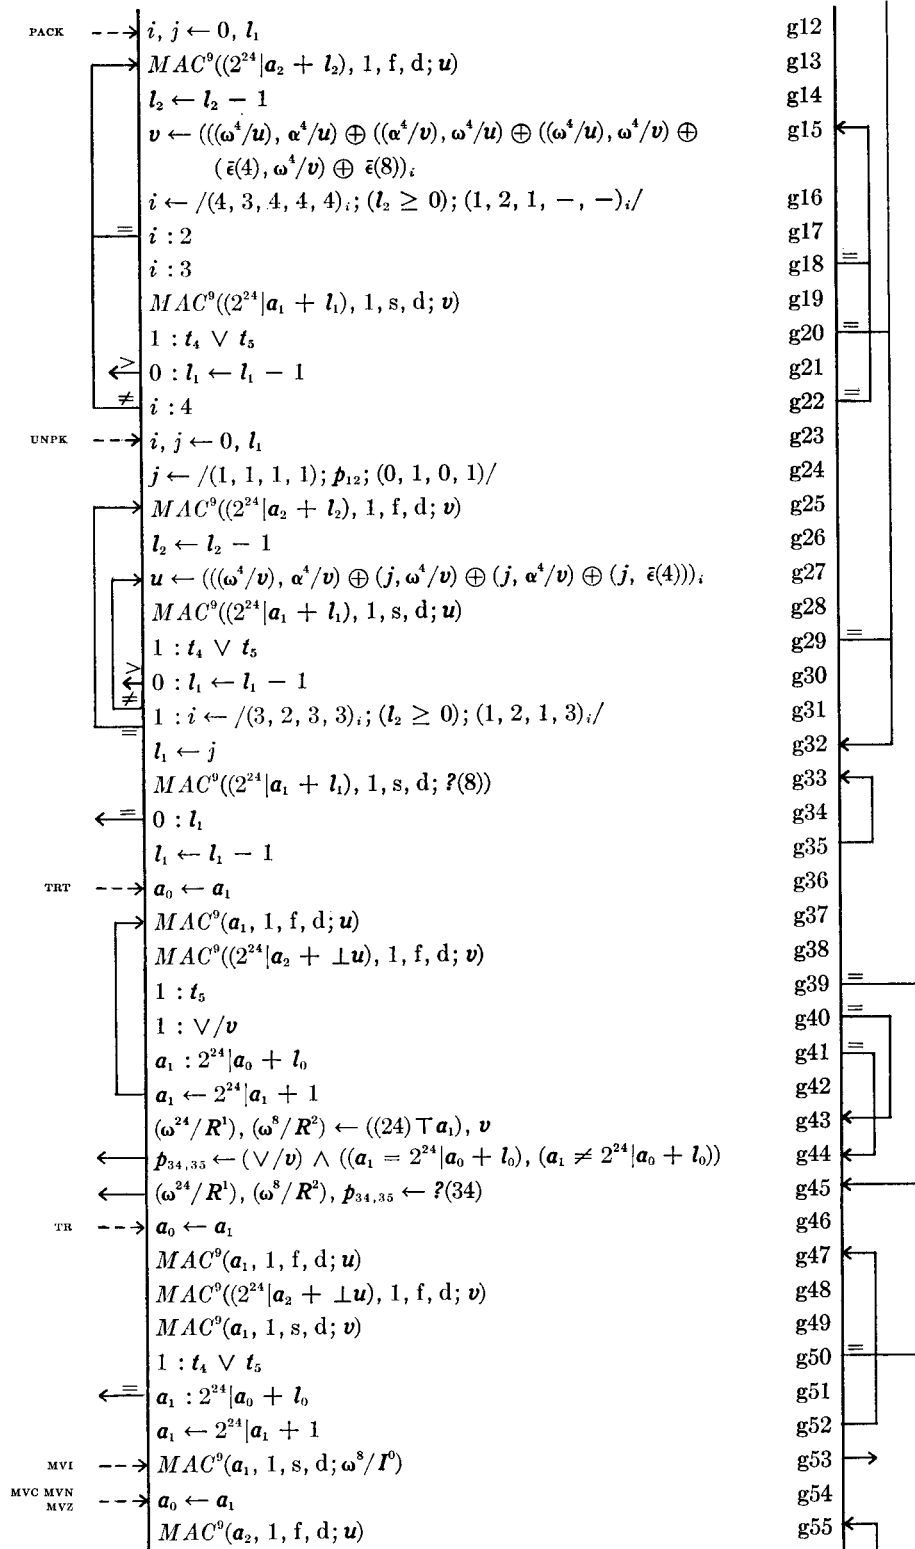 PACK i, j ← 0, l₁ g12
MAC⁹((2²⁴|a₂ + l₂), 1, f, d; u) g13
l₂ ← l₂ − 1 g14
v ← (((ω⁴/u), α⁴/u) ⊕ ((α⁴/v), ω⁴/u) ⊕ ((ω⁴/u), ω⁴/v) ⊕ g15
(ε̄(4), ω⁴/v) ⊕ ε̄(8))ᵢ
i ← /(4, 3, 4, 4, 4)ᵢ; (l₂ ≥ 0); (1, 2, 1, −, −)ᵢ/ g16
= i : 2 g17
i : 3 g18 =
MAC⁹((2²⁴|a₁ + l₁), 1, s, d; v) g19
1 : t₄ ∨ t₅ g20 =
> 0 : l₁ ← l₁ − 1 g21
≠ i : 4 g22 =
UNPK i, j ← 0, l₁ g23
j ← /(1, 1, 1, 1); p₁₂; (0, 1, 0, 1)/ g24
MAC⁹((2²⁴|a₂ + l₂), 1, f, d; v) g25
l₂ ← l₂ − 1 g26
u ← (((ω⁴/v), α⁴/v) ⊕ (j, ω⁴/v) ⊕ (j, α⁴/v) ⊕ (j, ε̄(4)))ᵢ g27
MAC⁹((2²⁴|a₁ + l₁), 1, s, d; u) g28
1 : t₄ ∨ t₅ g29 =
> 0 : l₁ ← l₁ − 1 g30
≠ = 1 : i ← /(3, 2, 3, 3)ᵢ; (l₂ ≥ 0); (1, 2, 1, 3)ᵢ/ g31
l₁ ← j g32
MAC⁹((2²⁴|a₁ + l₁), 1, s, d; ?(8)) g33
= 0 : l₁ g34
l₁ ← l₁ − 1 g35
TRT a₀ ← a₁ g36
MAC⁹(a₁, 1, f, d; u) g37
MAC⁹((2²⁴|a₂ + ⊥u), 1, f, d; v) g38
1 : t₅ g39 =
1 : ∨/v g40 =
a₁ : 2²⁴|a₀ + l₀ g41 =
a₁ ← 2²⁴|a₁ + 1 g42
(ω²⁴/R¹), (ω⁸/R²) ← ((24) ⊤ a₁), v g43
p₃₄,₃₅ ← (∨/v) ∧ ((a₁ = 2²⁴|a₀ + l₀), (a₁ ≠ 2²⁴|a₀ + l₀)) g44
(ω²⁴/R¹), (ω⁸/R²), p₃₄,₃₅ ← ?(34) g45
TR a₀ ← a₁ g46
MAC⁹(a₁, 1, f, d; u) g47
MAC⁹((2²⁴|a₂ + ⊥u), 1, f, d; v) g48
MAC⁹(a₁, 1, s, d; v) g49
1 : t₄ ∨ t₅ g50 =
= a₁ : 2²⁴|a₀ + l₀ g51
a₁ ← 2²⁴|a₁ + 1 g52
MVI MAC⁹(a₁, 1, s, d; ω⁸/I⁰) g53
MVC MVN
MVZ a₀ ← a₁ g54
MAC⁹(a₂, 1, f, d; u) g55